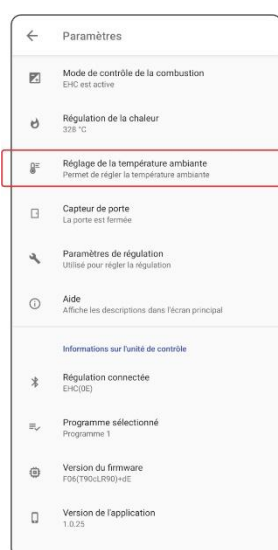 Paramètres
Mode de contrôle de la combustion
EHC est active
Régulation de la chaleur
328 °C
Réglage de la température ambiante
Permet de régler la température ambiante
Capteur de porte
La porte est fermée
Paramètres de régulation
Utilisé pour régler la régulation
Aide
Affiche les descriptions dans l'écran principal
Informations sur l'unité de contrôle
Régulation connectée
EHC(0E)
Programme sélectionné
Programme 1
Version du firmware
F06(T90cLR90)+dE
Version de l'application
1.0.25